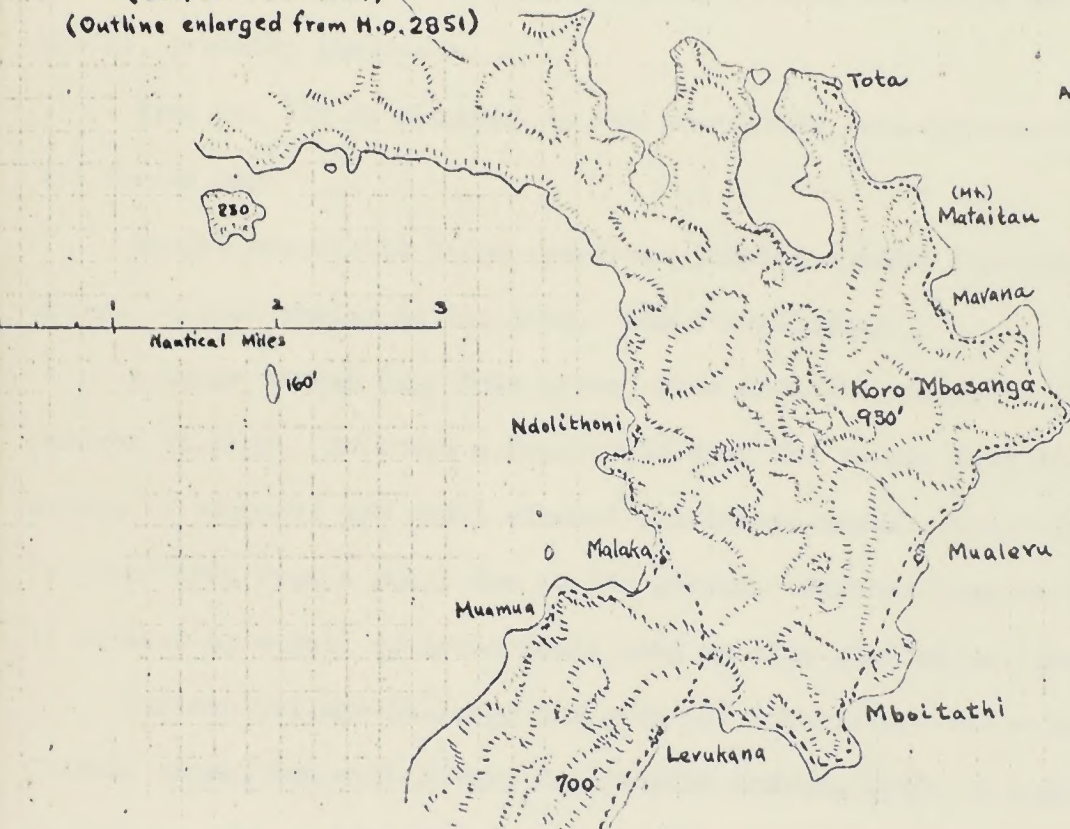 (Outline enlarged from H.O.2851)
Tota
A
(Mh)
Mataitau
230
Mavana
1 2 3
Nautical Miles
160'
Koro Mbasanga
930'
Ndolithoni
Malaka
Mualevu
Muamua
Mboitathi
Levukana
700